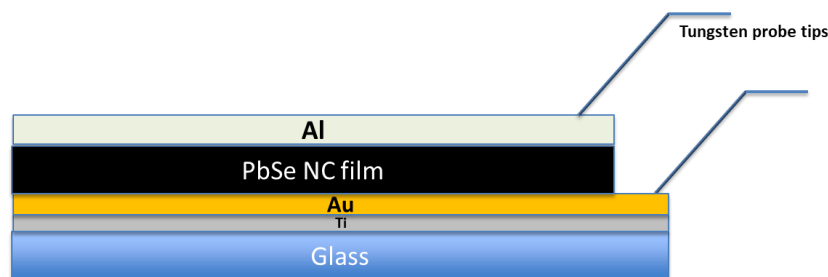 Tungsten probe tips
Al
PbSe NC film
Au
Ti
Glass